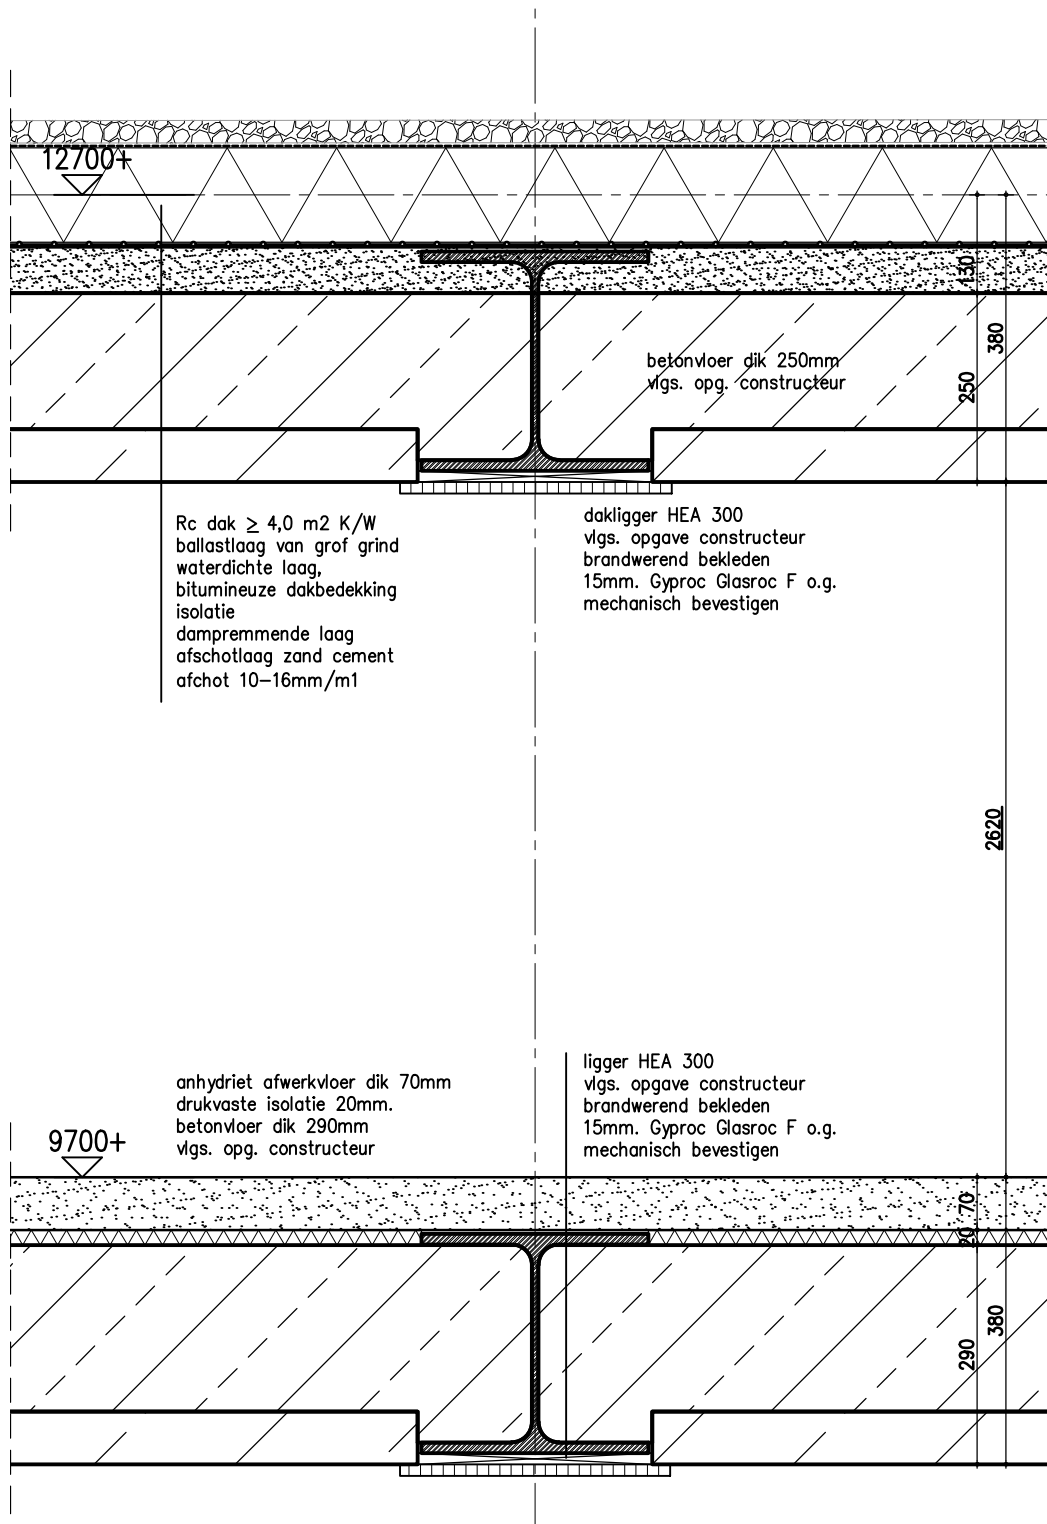 12700+
130
380
betonvloer dik 250mm
vlgs. opg. constructeur
250
Rc dak ≥ 4,0 m2 K/W
ballastlaag van grof grind
waterdichte laag,
bitumineuze dakbedekking
isolatie
dampremmende laag
afschotlaag zand cement
afchot 10-16mm/m1
dakligger HEA 300
vlgs. opgave constructeur
brandwerend bekleden
15mm. Gyproc Glasroc F o.g.
mechanisch bevestigen
2620
anhydriet afwerkvloer dik 70mm
drukvaste isolatie 20mm.
betonvloer dik 290mm
vlgs. opg. constructeur
ligger HEA 300
vlgs. opgave constructeur
brandwerend bekleden
15mm. Gyproc Glasroc F o.g.
mechanisch bevestigen
9700+
70
20
380
290